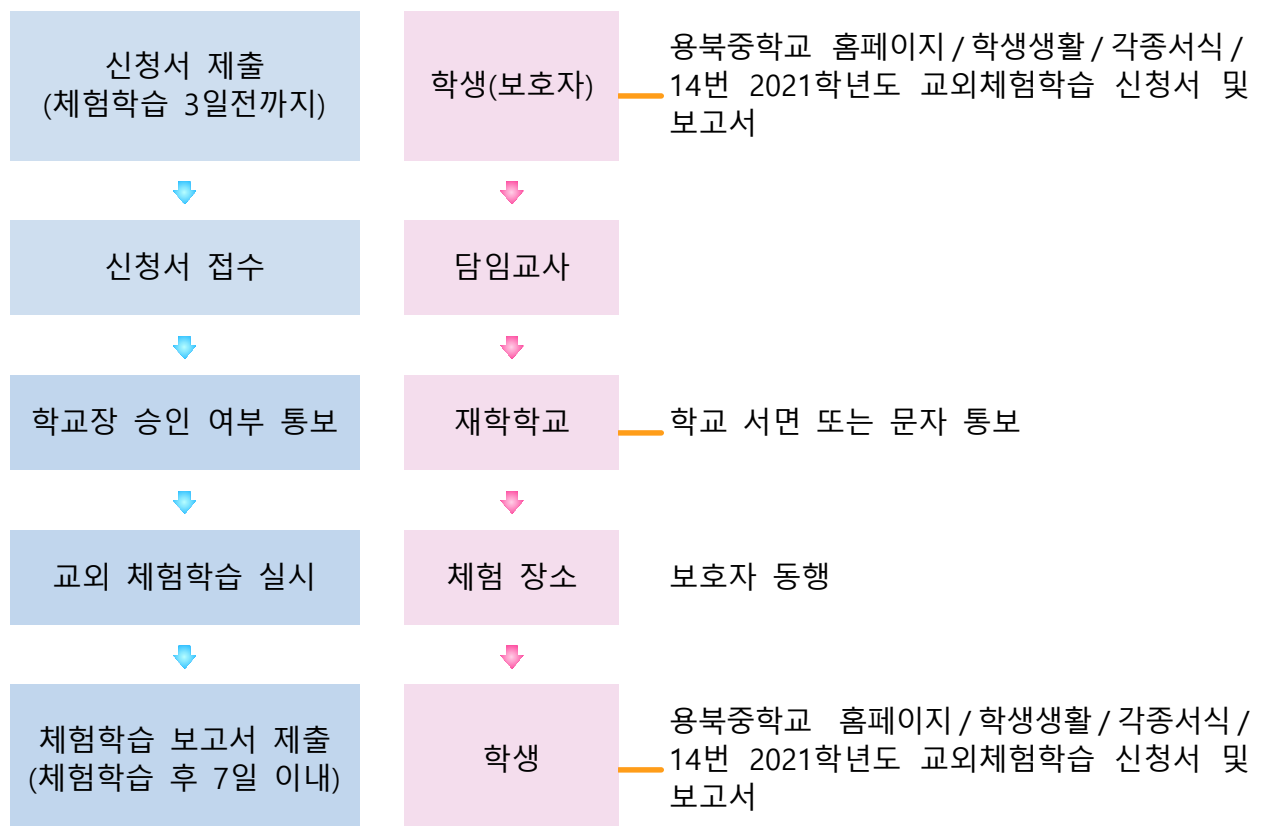 신청서 제출
(체험학습 3일전까지)
학생(보호자)
용북중학교 홈페이지 / 학생생활 / 각종서식 /
14번 2021학년도 교외체험학습 신청서 및
보고서
신청서 접수
담임교사
학교장 승인 여부 통보
재학학교
학교 서면 또는 문자 통보
교외 체험학습 실시
체험 장소
보호자 동행
체험학습 보고서 제출
(체험학습 후 7일 이내)
학생
용북중학교 홈페이지 / 학생생활 / 각종서식 /
14번 2021학년도 교외체험학습 신청서 및
보고서